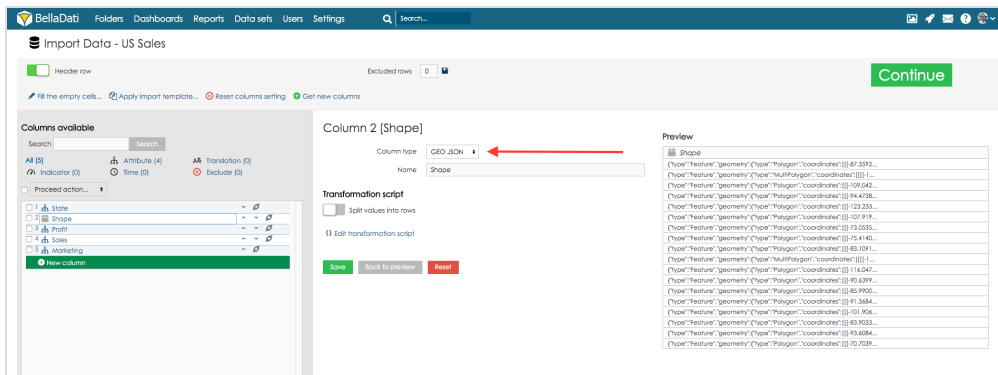 BellaDati Folders Dashboards Reports Data sets Users Settings Search...
Import Data - US Sales
Header row
Excluded rows 0
Continue
Fill the empty cells... Apply import template... Reset columns setting Get new columns
Columns available
Search Search
All (5) Attribute (4) Translation (0)
Indicator (0) Time (0) Exclude (0)
Proceed action...
1 State
2 Shape
3 Profit
4 Sales
5 Marketing
New column
Column 2 [Shape]
Column type GEO JSON
Name Shape
Transformation script
Split values into rows
{} Edit transformation script
Save Back to preview Reset
Preview
Shape
{"type":"Feature","geometry":{"type":"Polygon","coordinates":[[[-87.3592...
{"type":"Feature","geometry":{"type":"MultiPolygon","coordinates":[[[[-1...
{"type":"Feature","geometry":{"type":"Polygon","coordinates":[[[-109.042...
{"type":"Feature","geometry":{"type":"Polygon","coordinates":[[[-94.4738...
{"type":"Feature","geometry":{"type":"Polygon","coordinates":[[[-123.233...
{"type":"Feature","geometry":{"type":"Polygon","coordinates":[[[-107.919...
{"type":"Feature","geometry":{"type":"Polygon","coordinates":[[[-73.0535...
{"type":"Feature","geometry":{"type":"Polygon","coordinates":[[[-75.4140...
{"type":"Feature","geometry":{"type":"Polygon","coordinates":[[[-83.1091...
{"type":"Feature","geometry":{"type":"MultiPolygon","coordinates":[[[[-1...
{"type":"Feature","geometry":{"type":"Polygon","coordinates":[[[-116.047...
{"type":"Feature","geometry":{"type":"Polygon","coordinates":[[[-90.6399...
{"type":"Feature","geometry":{"type":"Polygon","coordinates":[[[-85.9900...
{"type":"Feature","geometry":{"type":"Polygon","coordinates":[[[-91.3684...
{"type":"Feature","geometry":{"type":"Polygon","coordinates":[[[-101.906...
{"type":"Feature","geometry":{"type":"Polygon","coordinates":[[[-83.9033...
{"type":"Feature","geometry":{"type":"Polygon","coordinates":[[[-93.6084...
{"type":"Feature","geometry":{"type":"Polygon","coordinates":[[[-70.7039...